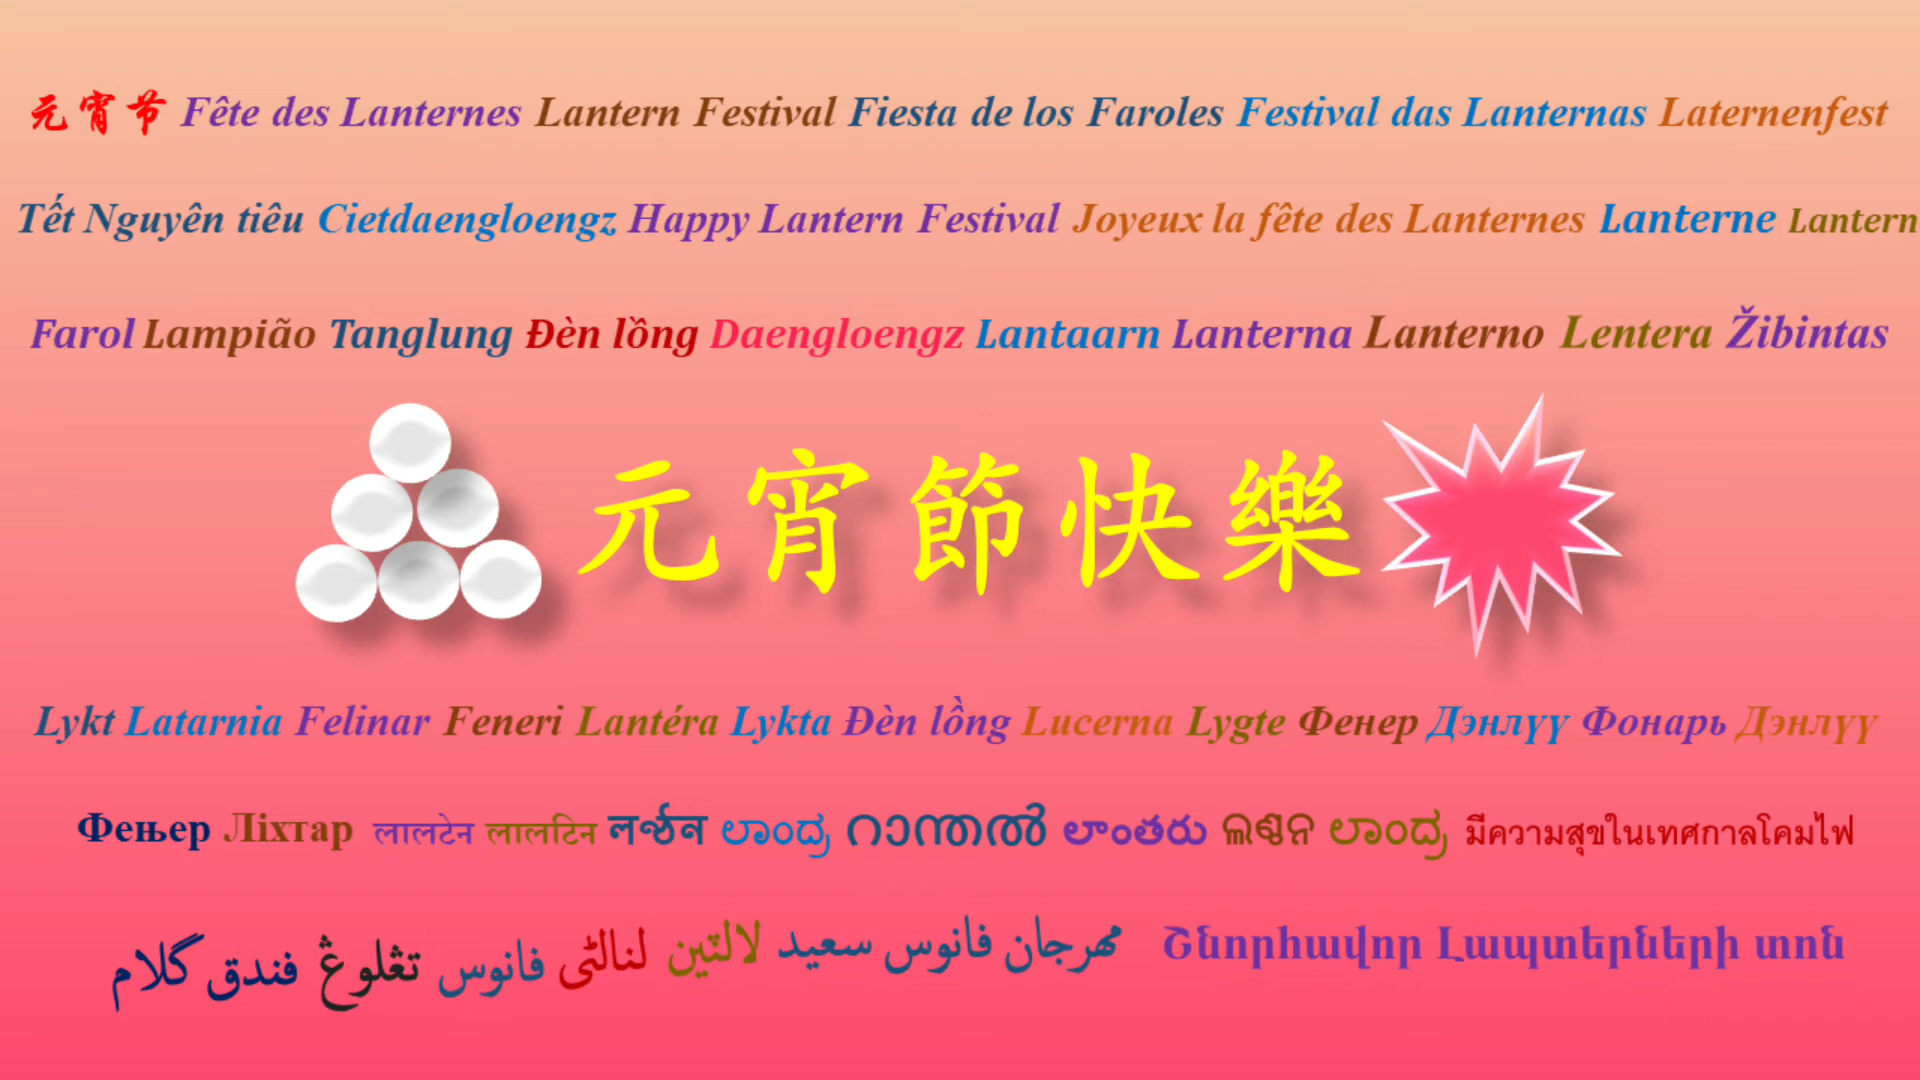 元宵节 Fête des Lanternes Lantern Festival Fiesta de los Faroles Festival das Lanternas Laternenfest
Tết Nguyên tiêu Cietdaengloengz Happy Lantern Festival Joyeux la fête des Lanternes Lanterne Lantern
Farol Lampião Tanglung Đèn lồng Daengloengz Lantaarn Lanterna Lanterno Lentera Žibintas
元宵節快樂
Lykt Latarnia Felinar Feneri Lantéra Lykta Đèn lồng Lucerna Lygte Фенер Дэнлүү Фонарь Дэнлүү
Фењер Ліхтар लालटेन लालटिन ಲಾಂದ್ರ റാന്തൽ లాంతరు ଲଣ୍ଠନ ಲಾಂದ್ರ มีความสุขในเทศกาลโคมไฟ
مهرجان فانوس سعيد لالٽين لنالٹی فانوس تڠلوڠ فندق گلام Շնորհավոր Լապտերների տոն